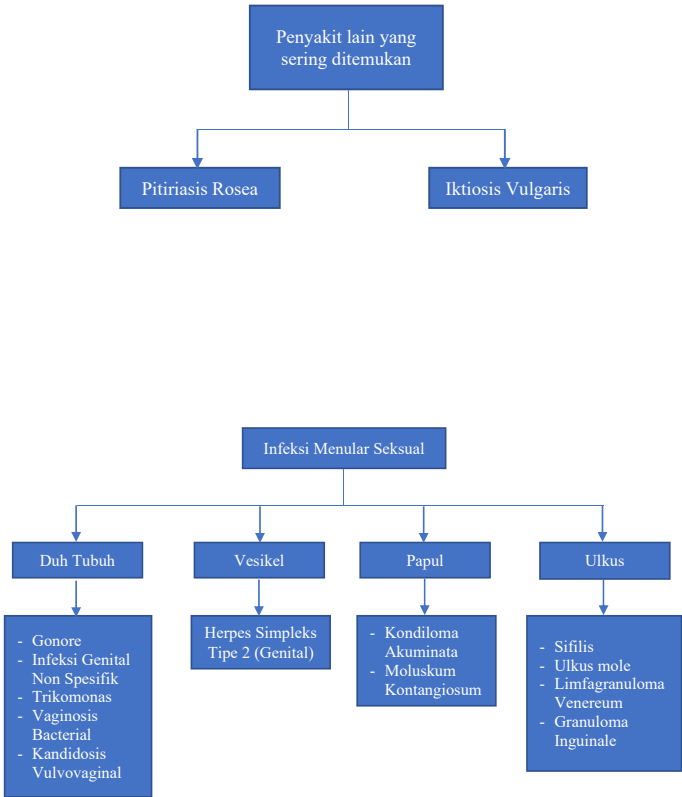 Penyakit lain yang
sering ditemukan
Pitiriasis Rosea
Iktiosis Vulgaris
Infeksi Menular Seksual
Duh Tubuh
Vesikel
Papul
Ulkus
- Gonore
- Infeksi Genital
Non Spesifik
- Trikomonas
- Vaginosis
Bacterial
- Kandidosis
Vulvovaginal
Herpes Simpleks
Tipe 2 (Genital)
- Kondiloma
Akuminata
- Moluskum
Kontangiosum
- Sifilis
- Ulkus mole
- Limfagranuloma
Venereum
- Granuloma
Inguinale